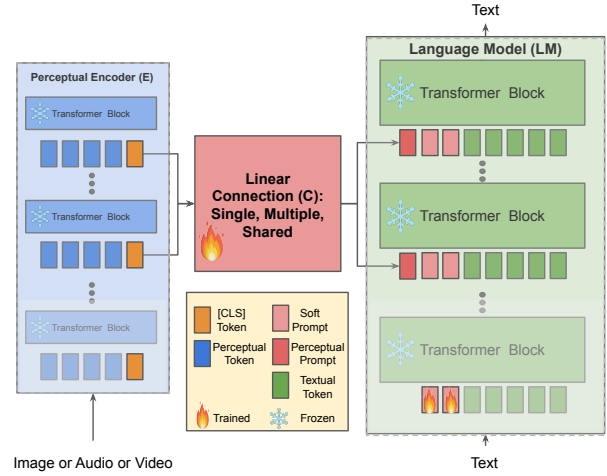 Text
Language Model (LM)
Perceptual Encoder (E)
Transformer Block
Transformer Block
Linear
Connection (C):
Single, Multiple,
Shared
Transformer Block
Transformer Block
[CLS]
Token
Soft
Prompt
Perceptual
Token
Perceptual
Prompt
Textual
Token
Trained
Frozen
Transformer Block
Transformer Block
Image or Audio or Video
Text